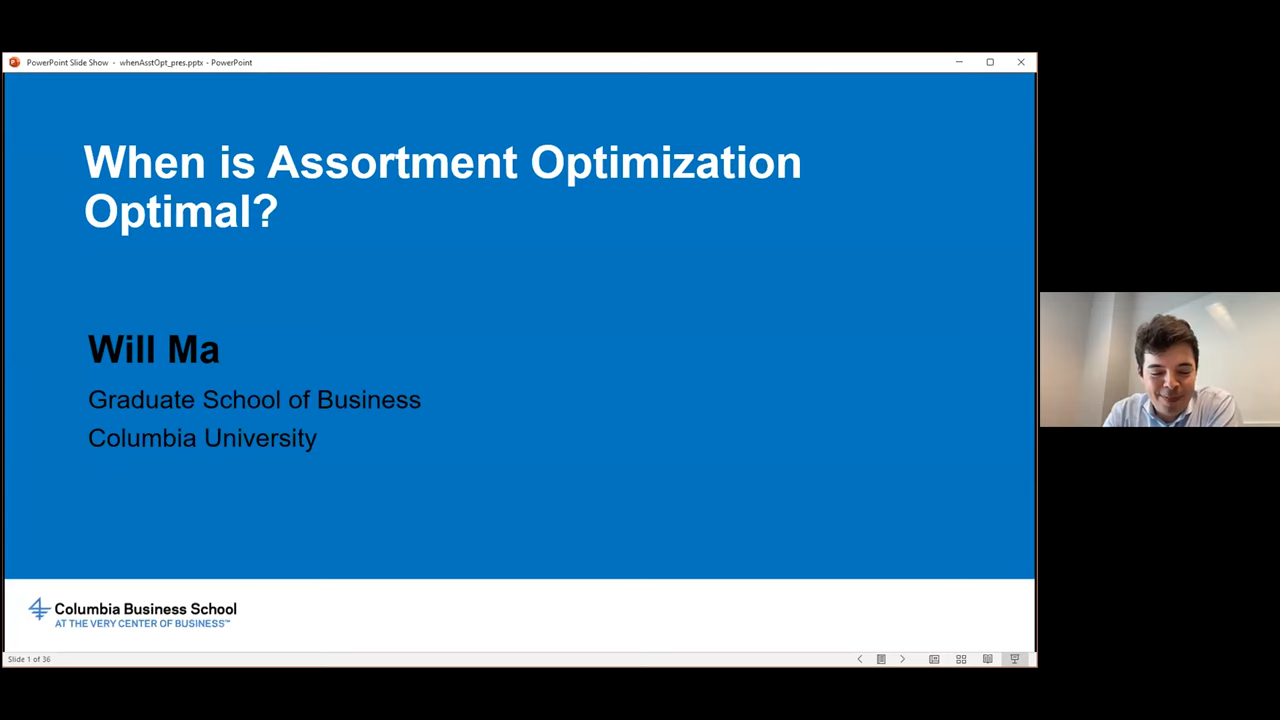 PowerPoint Slide Show - whenAsstOpt_pres.pptx - PowerPoint
When is Assortment Optimization
Optimal?
Will Ma
Graduate School of Business
Columbia University
Columbia Business School
AT THE VERY CENTER OF BUSINESS™
Slide 1 of 36